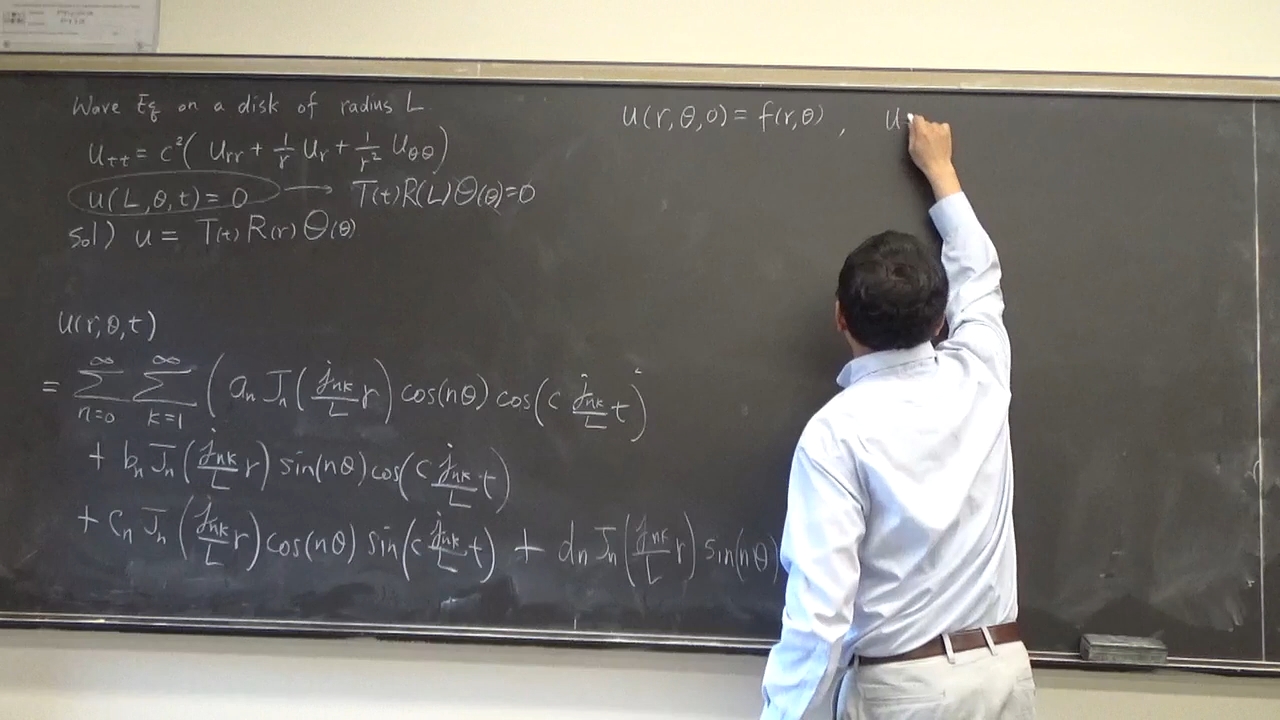 Wave Eq on a disk of radius L
u_tt = c²( u_rr + 1/r u_r + 1/r² u_θθ )
u(L,θ,t) = 0 → T(t)R(L)Θ(θ)=0
sol) u = T(t) R(r) Θ(θ)
u(r,θ,t)
= ∑_{n=0}^∞ ∑_{k=1}^∞ ( a_n J_n( j_nk/L r ) cos(nθ) cos( c j_nk/L t )
+ b_n J_n( j_nk/L r ) sin(nθ) cos( c j_nk/L t )
+ c_n J_n( j_nk/L r ) cos(nθ) sin( c j_nk/L t ) + d_n J_n( j_nk/L r ) sin(nθ)
u(r,θ,0) = f(r,θ) , u